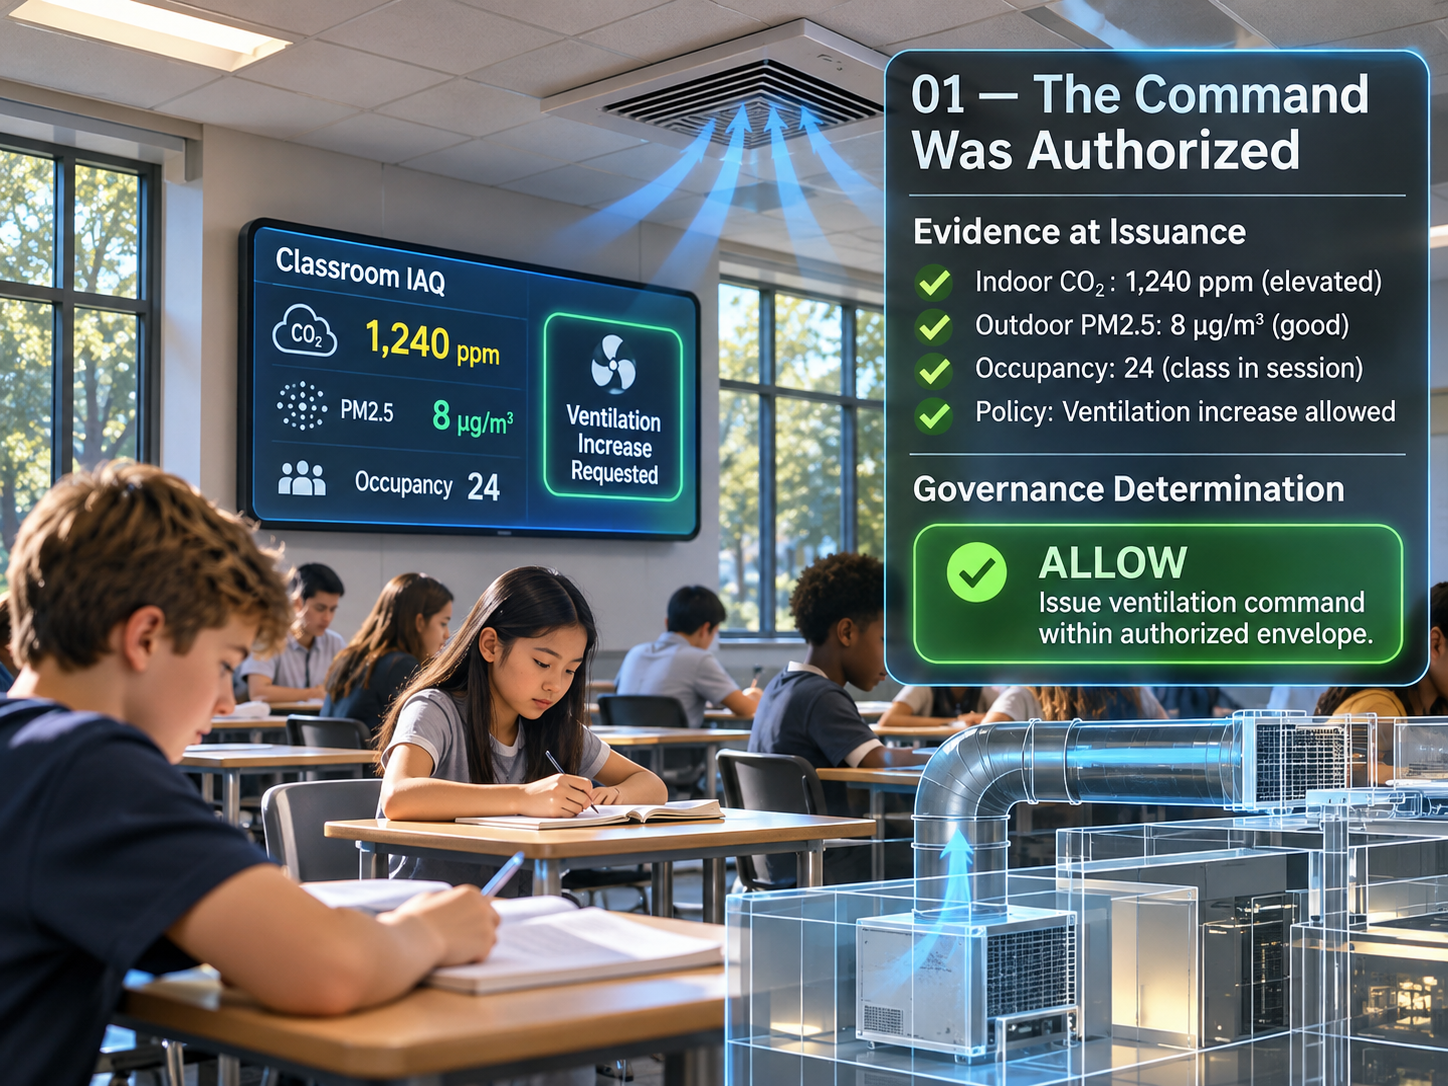 Classroom IAQ
CO₂
1,240 ppm
PM2.5
8 µg/m³
Occupancy 24
Ventilation
Increase
Requested
01 — The Command
Was Authorized
Evidence at Issuance
Indoor CO₂ : 1,240 ppm (elevated)
Outdoor PM2.5: 8 µg/m³ (good)
Occupancy: 24 (class in session)
Policy: Ventilation increase allowed
Governance Determination
ALLOW
Issue ventilation command
within authorized envelope.